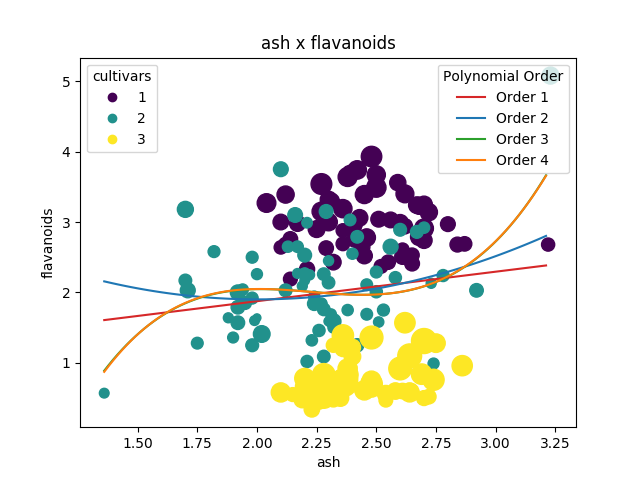 ash x flavanoids
cultivars
1
2
3
Polynomial Order
Order 1
Order 2
Order 3
Order 4
flavanoids
5
4
3
2
1
1.50 1.75 2.00 2.25 2.50 2.75 3.00 3.25
ash